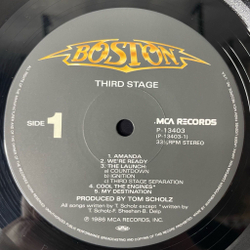 BOSTON
THIRD STAGE
SIDE 1
MCA RECORDS
P-13403
(P-13403-1)
33⅓RPM STEREO
1. AMANDA
2. WE'RE READY
3. THE LAUNCH
a) COUNTDOWN
b) IGNITION
c) THIRD STAGE SEPARATION
4. COOL THE ENGINES*
5. MY DESTINATION
PRODUCED BY TOM SCHOLZ
All songs written by T. Scholz except *written by
T. Scholz-F. Sheehan-B. Delp
℗ 1986 MCA RECORDS, INC.